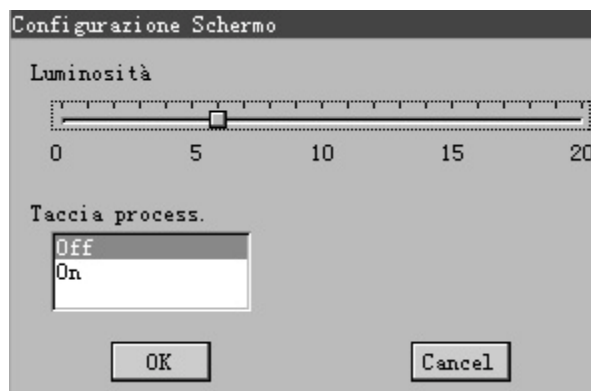 Configurazione Schermo
Luminosità
0 5 10 15 20
Taccia process.
Off
On
OK Cancel